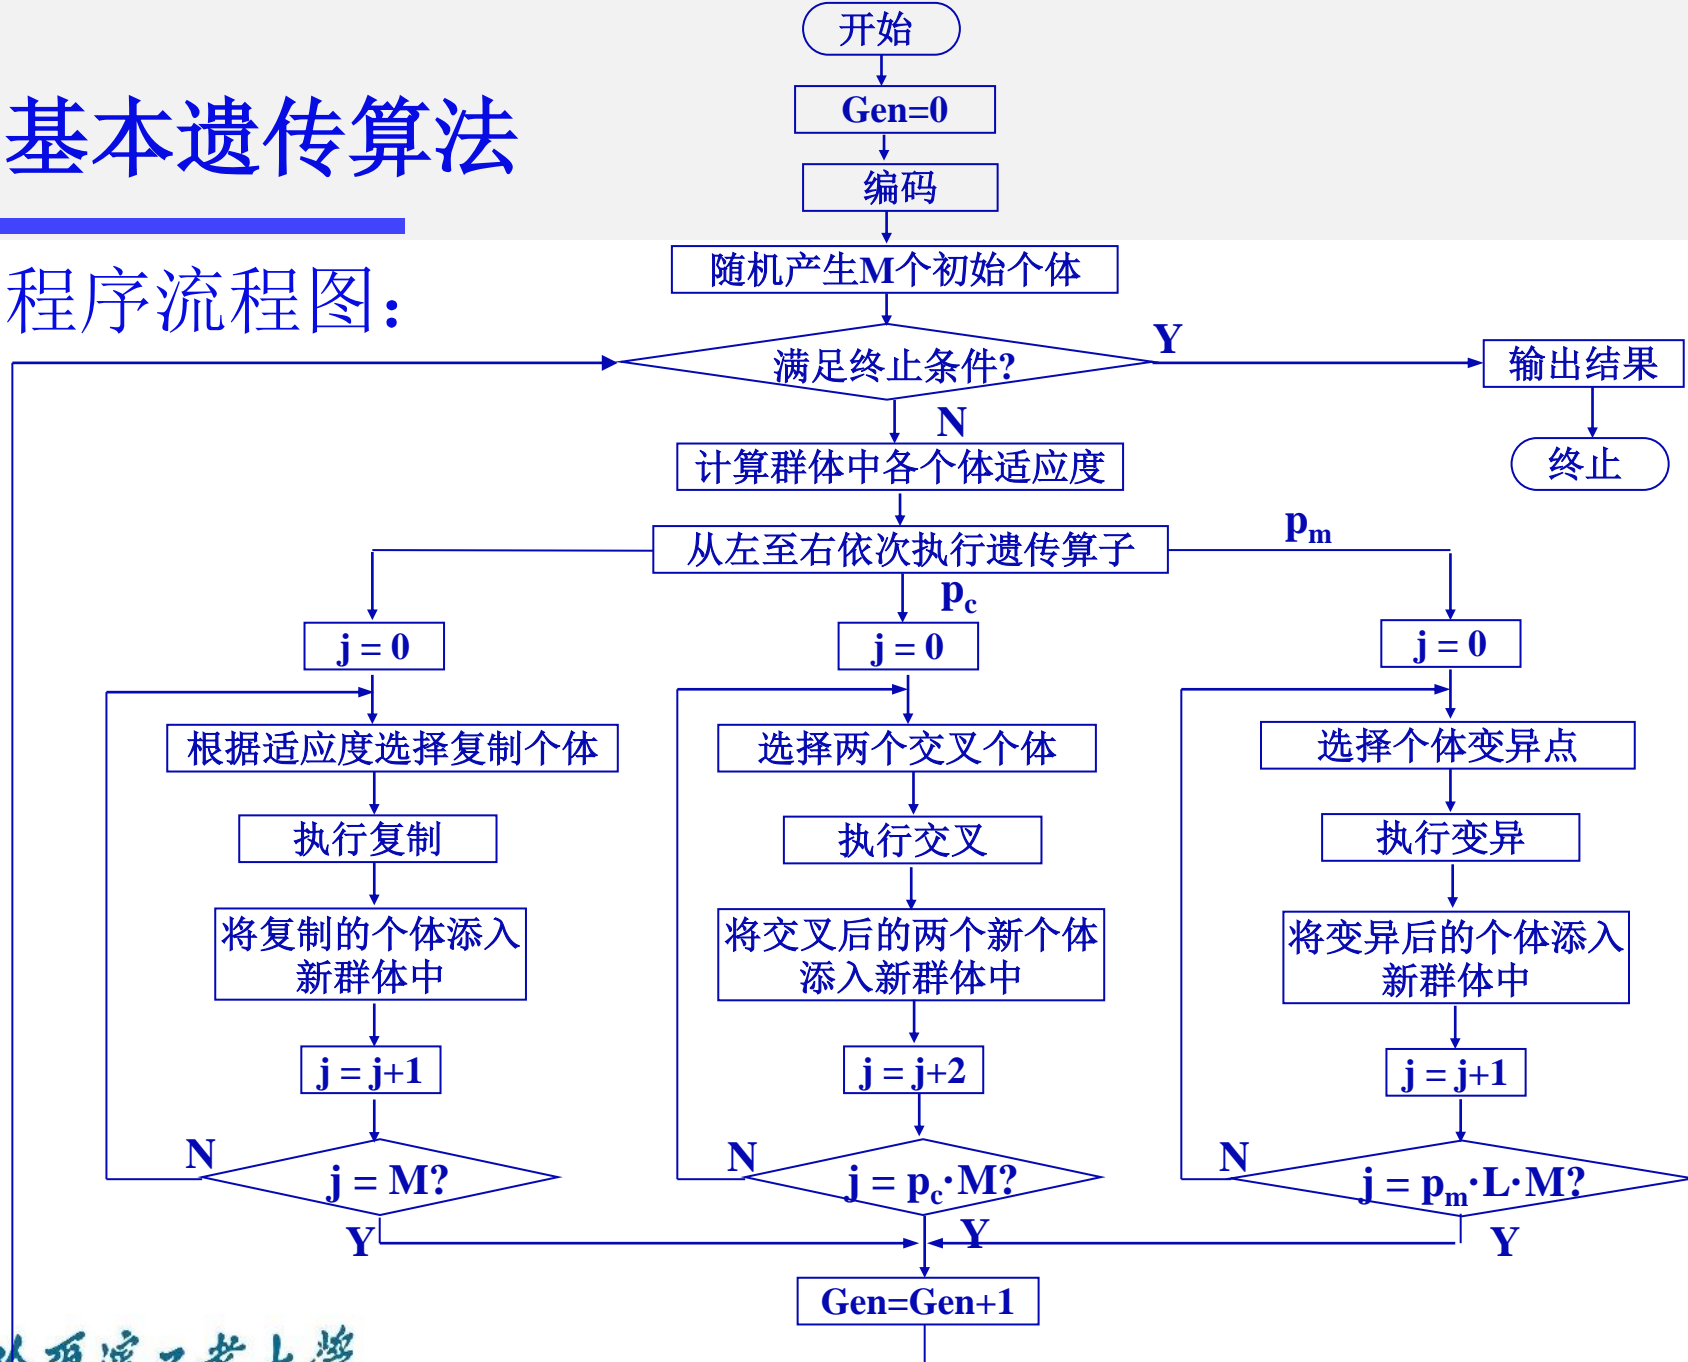 开始
Gen=0
基本遗传算法
编码
随机产生M个初始个体
程序流程图：
满足终止条件?
Y
输出结果
N
终止
计算群体中各个体适应度
从左至右依次执行遗传算子
pm
pc
j = 0
j = 0
j = 0
根据适应度选择复制个体
选择两个交叉个体
选择个体变异点
执行复制
执行交叉
执行变异
将复制的个体添入
新群体中
将交叉后的两个新个体
添入新群体中
将变异后的个体添入
新群体中
j = j+1
j = j+2
j = j+1
N
j = M?
N
j = pc·M?
N
j = pm·L·M?
Y
Y
Y
Gen=Gen+1
尔滨工业大学